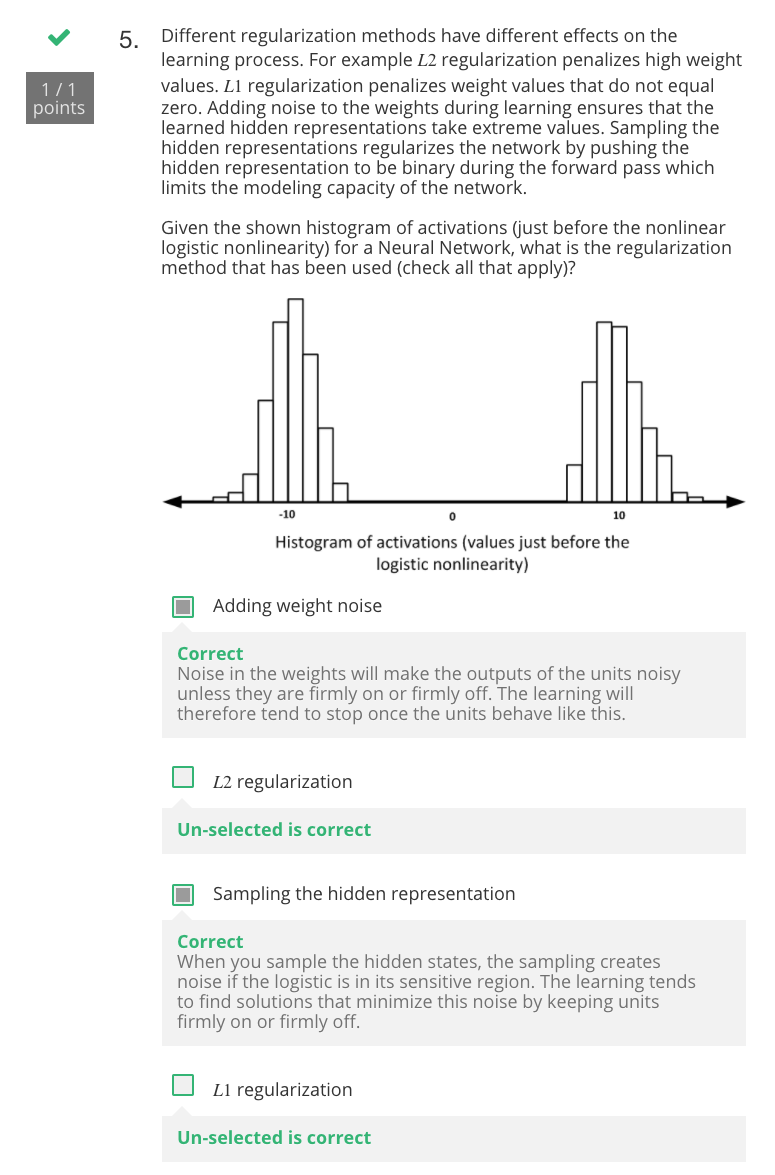 5. Different regularization methods have different effects on the
learning process. For example L2 regularization penalizes high weight
values. L1 regularization penalizes weight values that do not equal
zero. Adding noise to the weights during learning ensures that the
learned hidden representations take extreme values. Sampling the
hidden representations regularizes the network by pushing the
hidden representation to be binary during the forward pass which
limits the modeling capacity of the network.
1 / 1
points
Given the shown histogram of activations (just before the nonlinear
logistic nonlinearity) for a Neural Network, what is the regularization
method that has been used (check all that apply)?
-10 0 10
Histogram of activations (values just before the
logistic nonlinearity)
Adding weight noise
Correct
Noise in the weights will make the outputs of the units noisy
unless they are firmly on or firmly off. The learning will
therefore tend to stop once the units behave like this.
L2 regularization
Un-selected is correct
Sampling the hidden representation
Correct
When you sample the hidden states, the sampling creates
noise if the logistic is in its sensitive region. The learning tends
to find solutions that minimize this noise by keeping units
firmly on or firmly off.
L1 regularization
Un-selected is correct